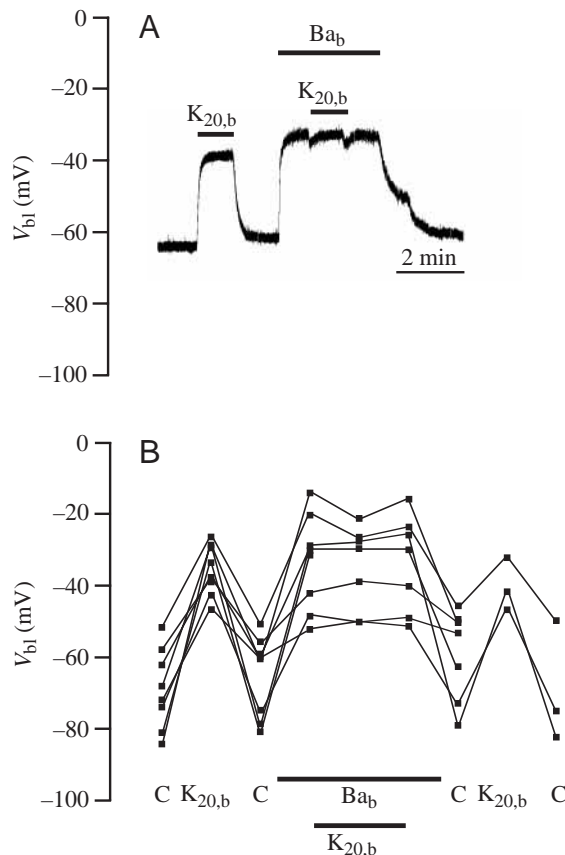 A
0
–20
–40
–60
–80
–100
V_bl (mV)
Ba_b
K_20,b
K_20,b
2 min
B
0
–20
–40
–60
–80
–100
V_bl (mV)
C K_20,b C Ba_b C K_20,b C
K_20,b